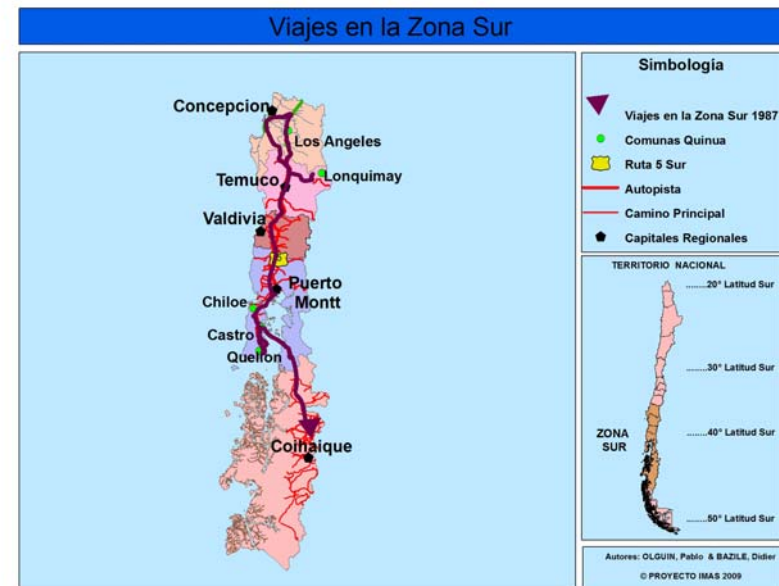 Viajes en la Zona Sur
Concepcion
Los Angeles
Temuco
Lonquimay
Valdivia
Puerto
Montt
Chiloe
Castro
Quellon
Coihaique
Simbología
Viajes en la Zona Sur 1987
Comunas Quinua
Ruta 5 Sur
Autopista
Camino Principal
Capitales Regionales
TERRITORIO NACIONAL
........20° Latitud Sur
........30° Latitud Sur
ZONA
SUR
........40° Latitud Sur
........50° Latitud Sur
Autores: OLGUIN, Pablo & BAZILE, Didier
© PROYECTO IMAS 2009